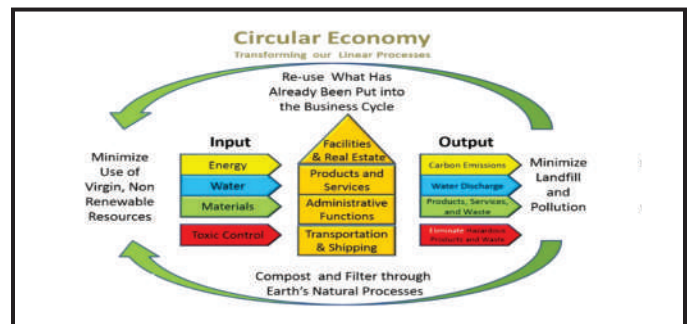 Circular Economy
Transforming our Linear Processes
Re-use What Has
Already Been Put into
the Business Cycle
Input
Output
Minimize
Use of
Virgin, Non
Renewable
Resources
Energy
Water
Materials
Toxic Control
Facilities
& Real Estate
Products and
Services
Administrative
Functions
Transportation
& Shipping
Carbon Emissions
Water Discharge
Products, Services,
and Waste
Eliminate Hazardous
Products and Waste
Minimize
Landfill
and
Pollution
Compost and Filter through
Earth's Natural Processes